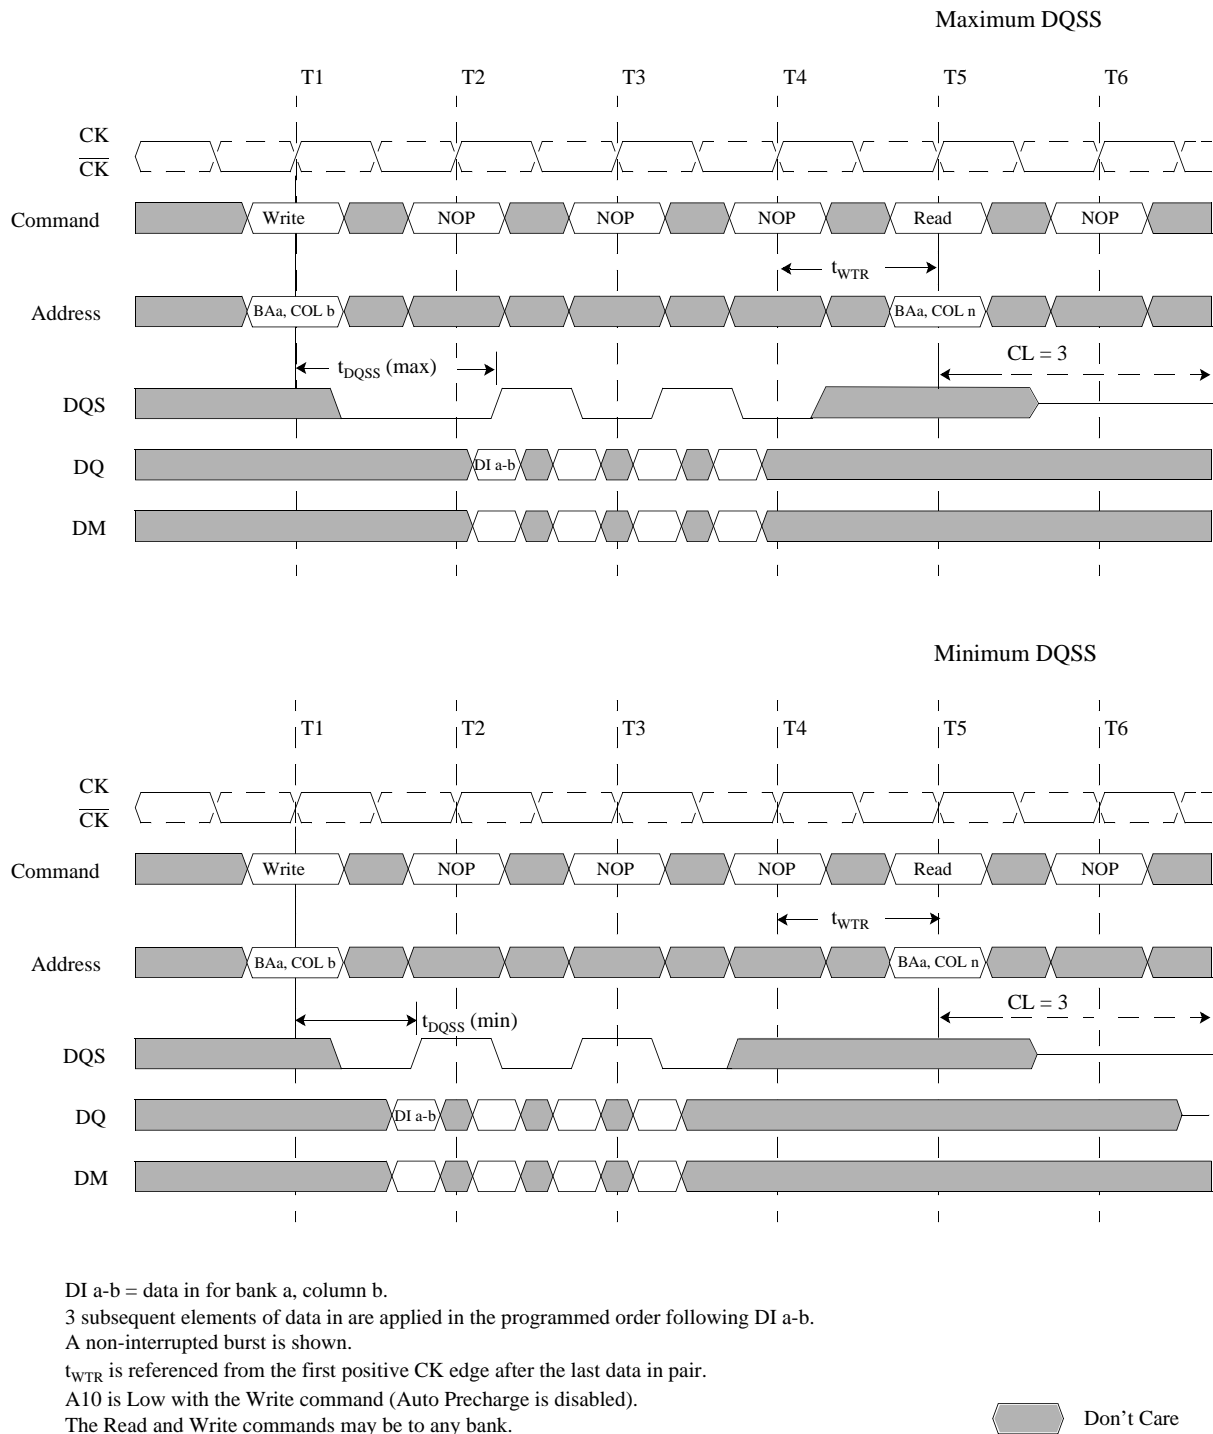 Maximum DQSS
T1 T2 T3 T4 T5 T6
CK
CK
Command Write NOP NOP NOP Read NOP
tWTR
Address BAa, COL b BAa, COL n
tDQSS (max) CL = 3
DQS
DQ DI a-b
DM
Minimum DQSS
T1 T2 T3 T4 T5 T6
CK
CK
Command Write NOP NOP NOP Read NOP
tWTR
Address BAa, COL b BAa, COL n
tDQSS (min) CL = 3
DQS
DQ DI a-b
DM
DI a-b = data in for bank a, column b.
3 subsequent elements of data in are applied in the programmed order following DI a-b.
A non-interrupted burst is shown.
tWTR is referenced from the first positive CK edge after the last data in pair.
A10 is Low with the Write command (Auto Precharge is disabled).
The Read and Write commands may be to any bank.
Don't Care